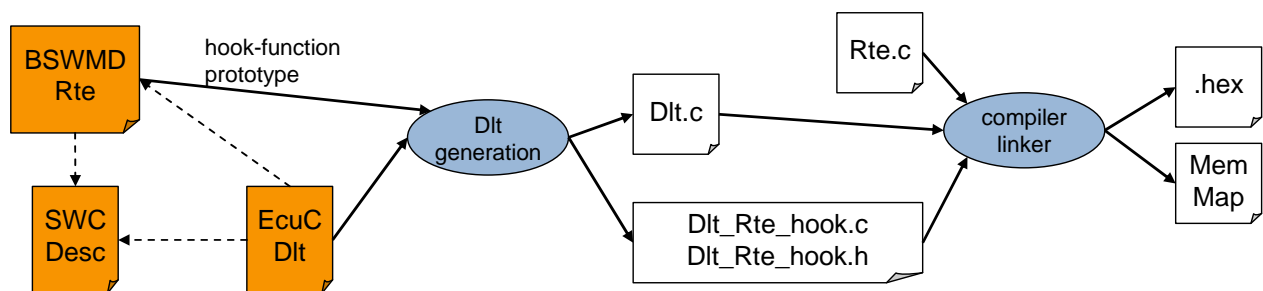 BSWMD
Rte
hook-function
prototype
SWC
Desc
EcuC
Dlt
Dlt
generation
Dlt.c
Dlt_Rte_hook.c
Dlt_Rte_hook.h
Rte.c
compiler
linker
.hex
Mem
Map